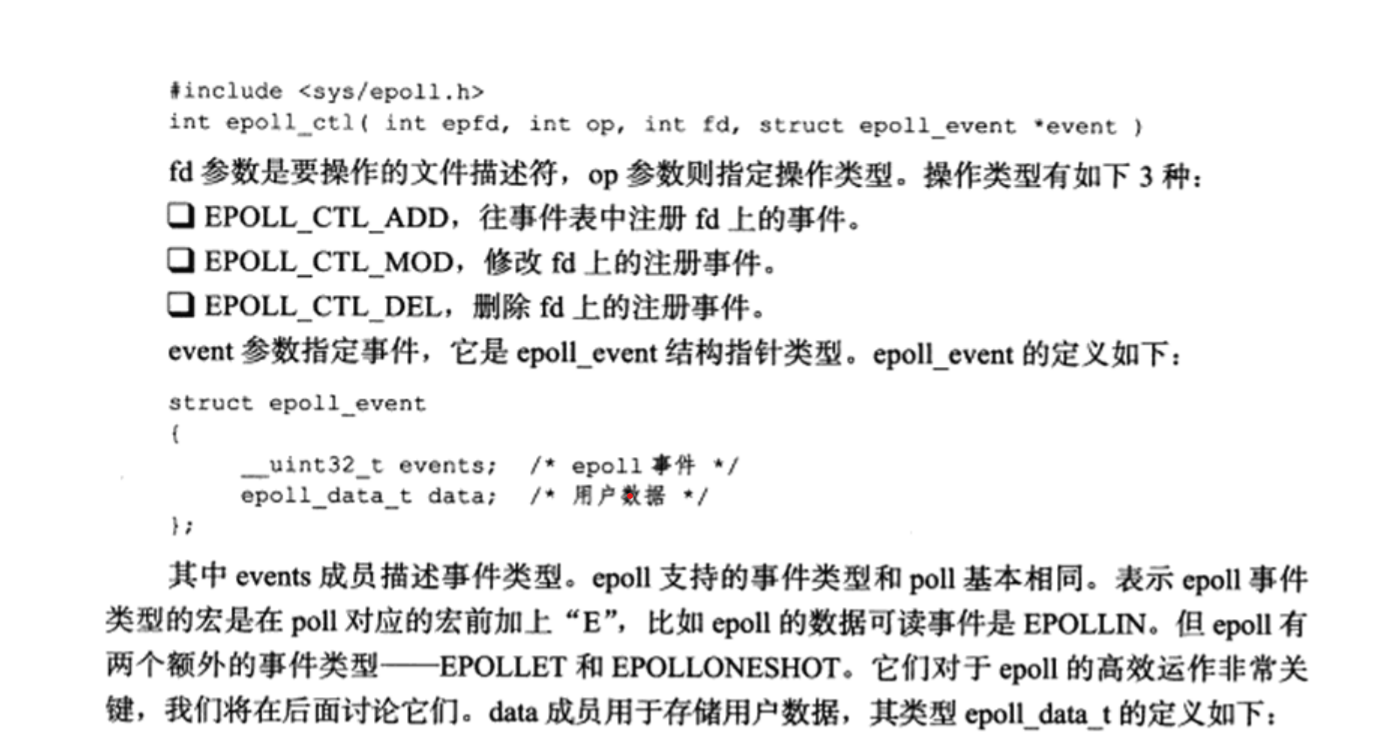 #include <sys/epoll.h>
int epoll_ctl( int epfd, int op, int fd, struct epoll_event *event )
fd 参数是要操作的文件描述符，op 参数则指定操作类型。操作类型有如下 3 种：
❑ EPOLL_CTL_ADD，往事件表中注册 fd 上的事件。
❑ EPOLL_CTL_MOD，修改 fd 上的注册事件。
❑ EPOLL_CTL_DEL，删除 fd 上的注册事件。
event 参数指定事件，它是 epoll_event 结构指针类型。epoll_event 的定义如下：
struct epoll_event
{
__uint32_t events; /* epoll 事件 */
epoll_data_t data; /* 用户数据 */
};
其中 events 成员描述事件类型。epoll 支持的事件类型和 poll 基本相同。表示 epoll 事件
类型的宏是在 poll 对应的宏前加上“E”，比如 epoll 的数据可读事件是 EPOLLIN。但 epoll 有
两个额外的事件类型——EPOLLET 和 EPOLLONESHOT。它们对于 epoll 的高效运作非常关
键，我们将在后面讨论它们。data 成员用于存储用户数据，其类型 epoll_data_t 的定义如下：